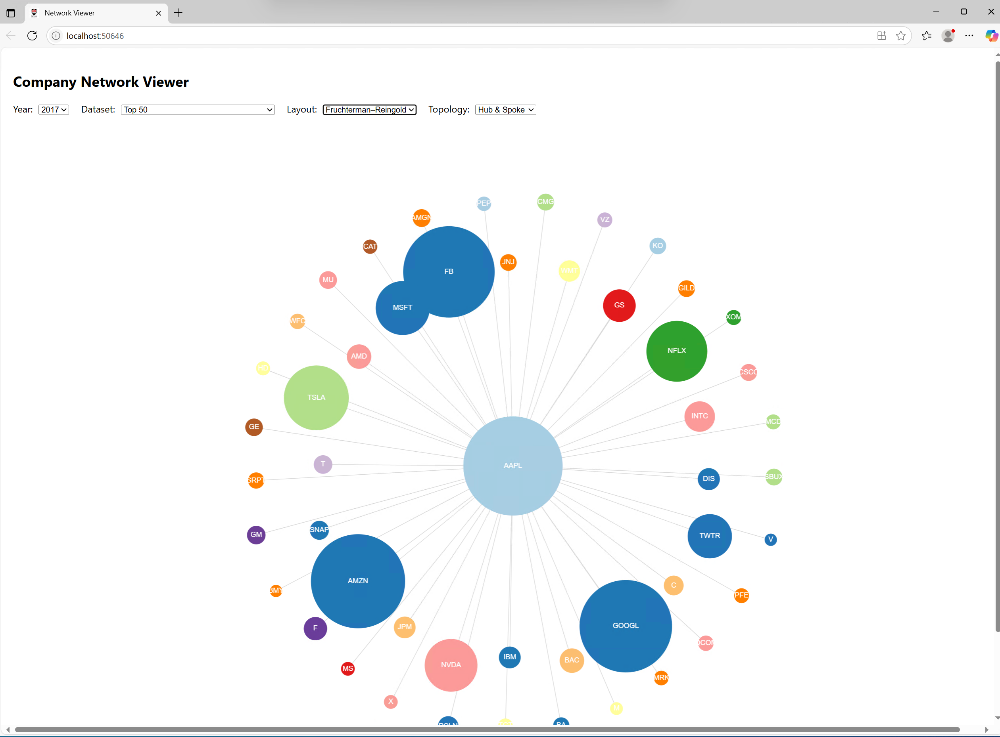 Network Viewer
localhost:50646
Company Network Viewer
Year: 2017 Dataset: Top 50 Layout: Fruchterman–Reingold Topology: Hub & Spoke
PEP
CMG
AMGN
VZ
CAT
KO
JNJ
WMT
FB
MU
GILD
GS
MSFT
XOM
WFC
NFLX
AMD
HD
CSCO
TSLA
INTC
MCD
GE
T
AAPL
SBUX
DIS
SRPT
SNAP
GM
TWTR
V
AMZN
C
BMY
PFE
GOOGL
JPM
F
QCOM
IBM
BAC
NVDA
MS
MRK
X
M
PCLN
BA